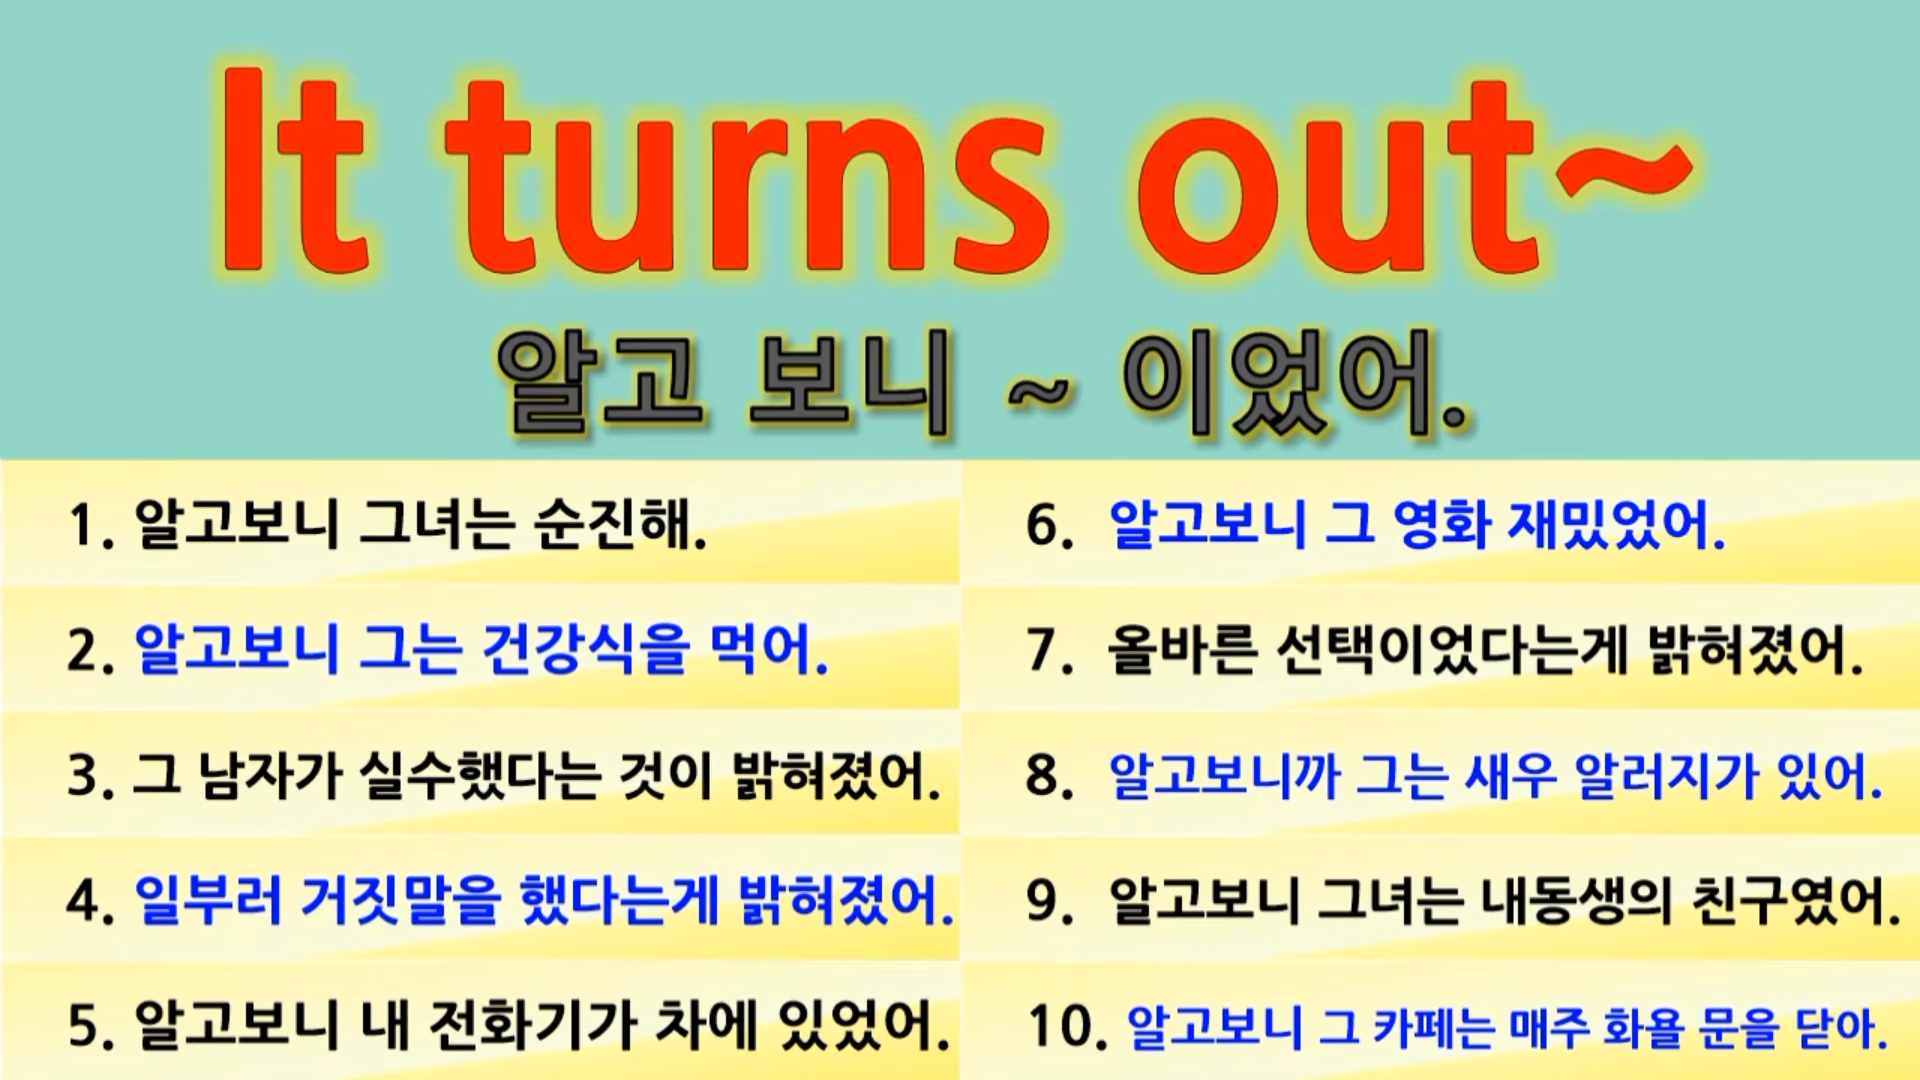 It turns out~
알고 보니 ~ 이었어.
1. 알고보니 그녀는 순진해.
2. 알고보니 그는 건강식을 먹어.
3. 그 남자가 실수했다는 것이 밝혀졌어.
4. 일부러 거짓말을 했다는게 밝혀졌어.
5. 알고보니 내 전화기가 차에 있었어.
6. 알고보니 그 영화 재밌었어.
7. 올바른 선택이었다는게 밝혀졌어.
8. 알고보니까 그는 새우 알러지가 있어.
9. 알고보니 그녀는 내동생의 친구였어.
10. 알고보니 그 카페는 매주 화욜 문을 닫아.